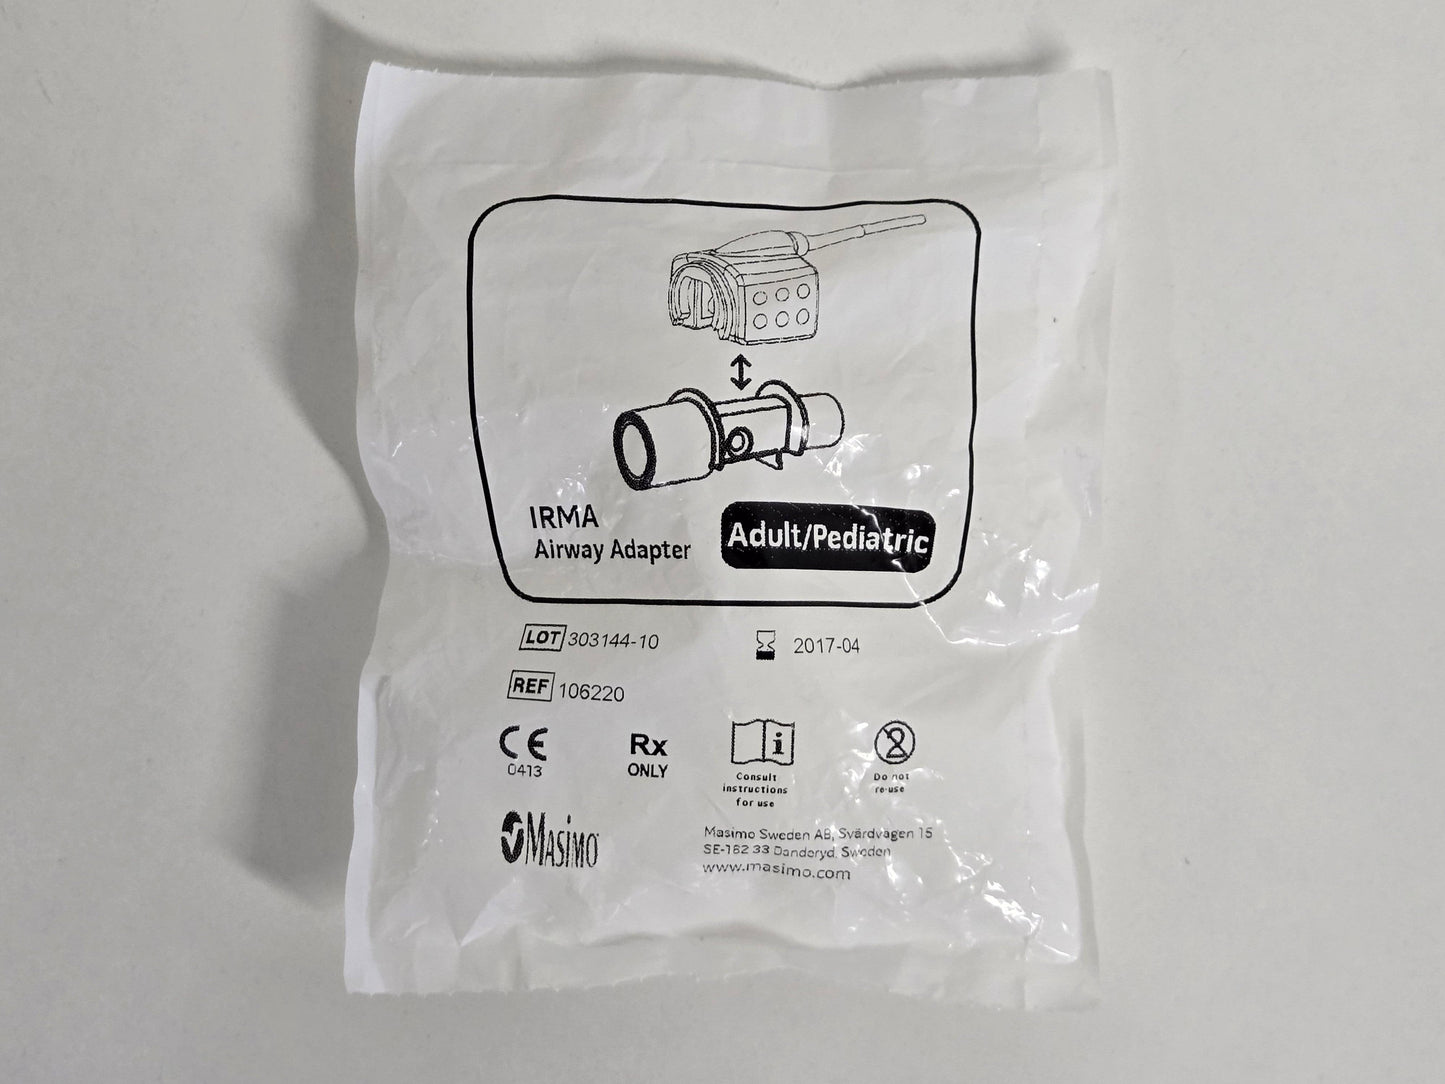 IRMA
Airway Adapter
Adult/Pediatric
LOT 303144-10
2017-04
REF 106220
CE
0413
Rx
ONLY
i
Consult
instructions
for use
2
Do not
re-use
Masimo
Masimo Sweden AB, Svärdvägen 15
SE-182 33 Danderyd, Sweden
www.masimo.com